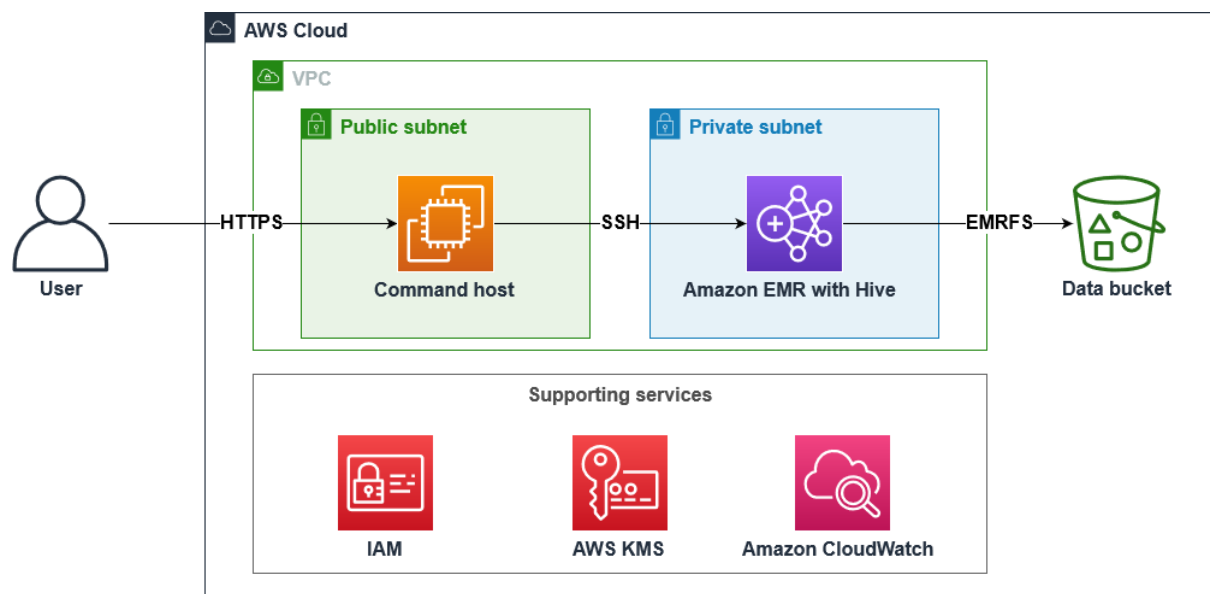 AWS Cloud
VPC
Public subnet
Private subnet
HTTPS
SSH
EMRFS
User
Command host
Amazon EMR with Hive
Data bucket
Supporting services
IAM
AWS KMS
Amazon CloudWatch